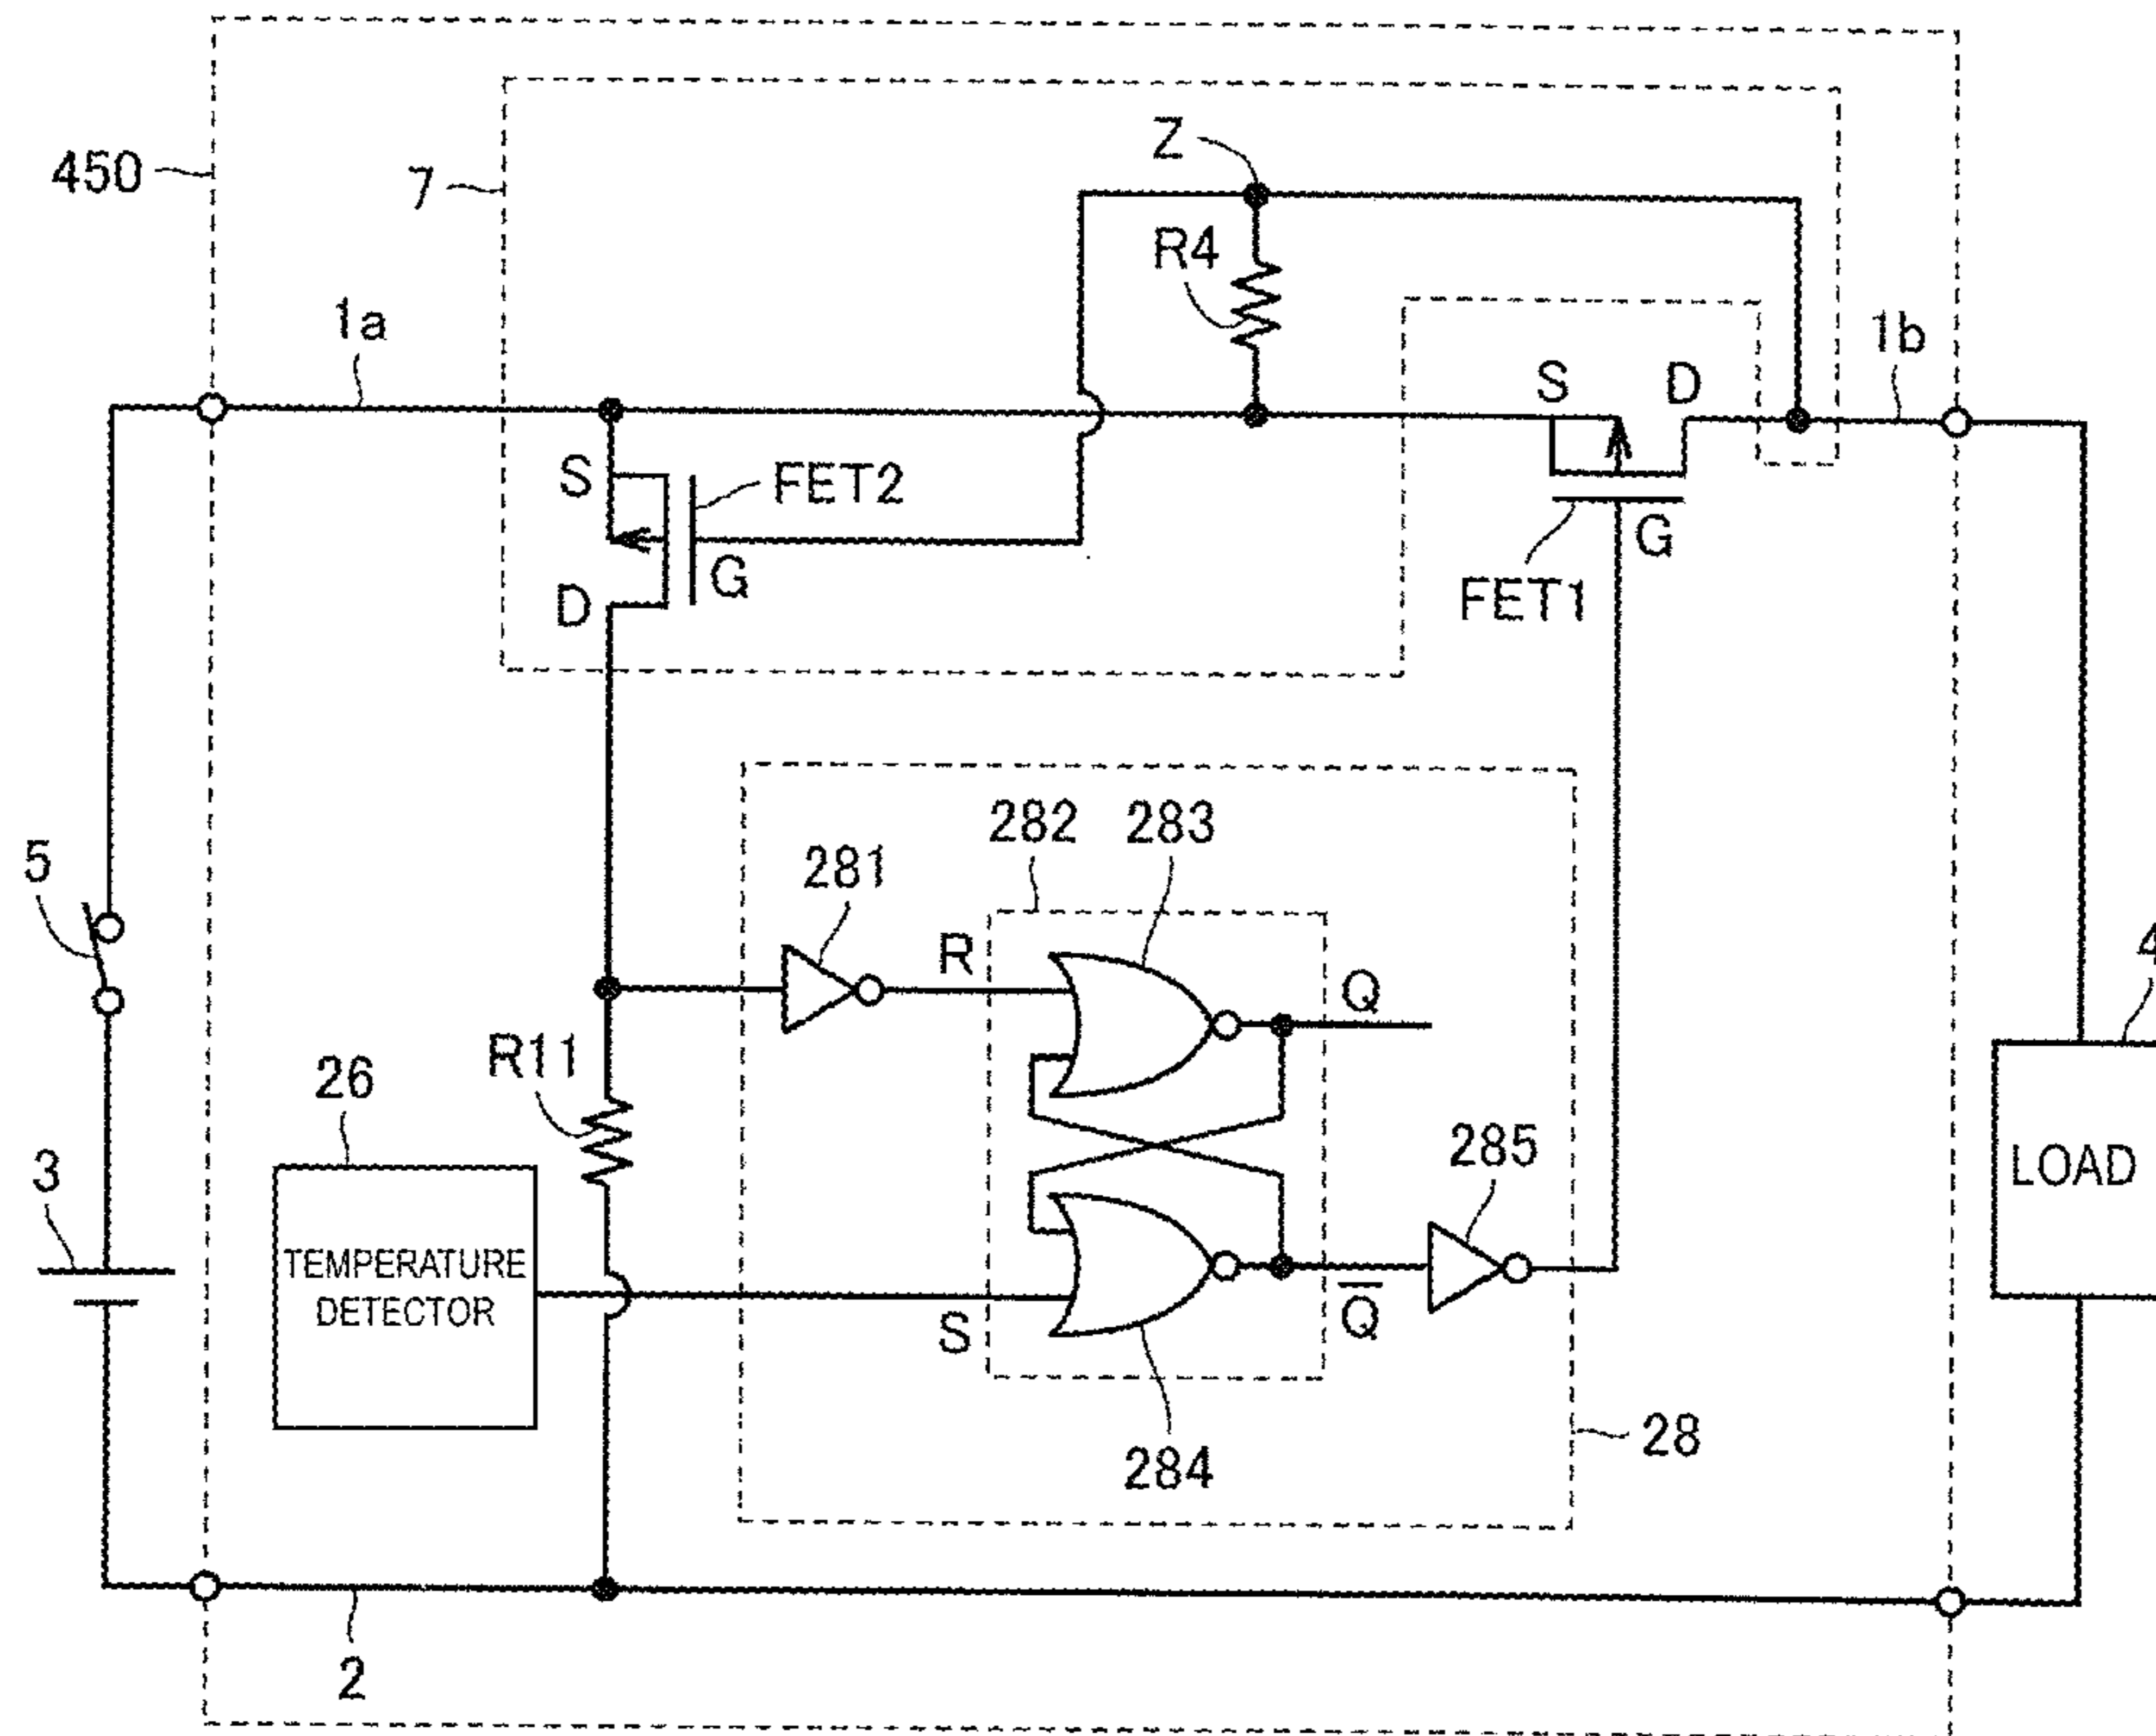 450
7
Z
R4
1a
1b
S
D
S
FET2
G
G
D
FET1
282
283
281
5
R
Q
4
R11
26
285
LOAD
3
TEMPERATURE
DETECTOR
S
Q̅
28
284
2